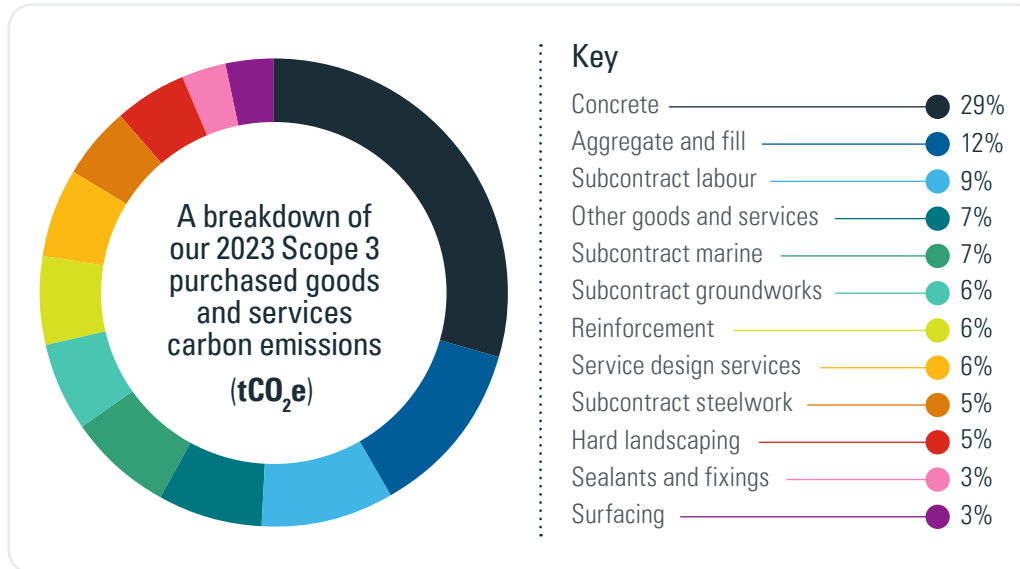 A breakdown of
our 2023 Scope 3
purchased goods
and services
carbon emissions
(tCO₂e)
Key
Concrete 29%
Aggregate and fill 12%
Subcontract labour 9%
Other goods and services 7%
Subcontract marine 7%
Subcontract groundworks 6%
Reinforcement 6%
Service design services 6%
Subcontract steelwork 5%
Hard landscaping 5%
Sealants and fixings 3%
Surfacing 3%